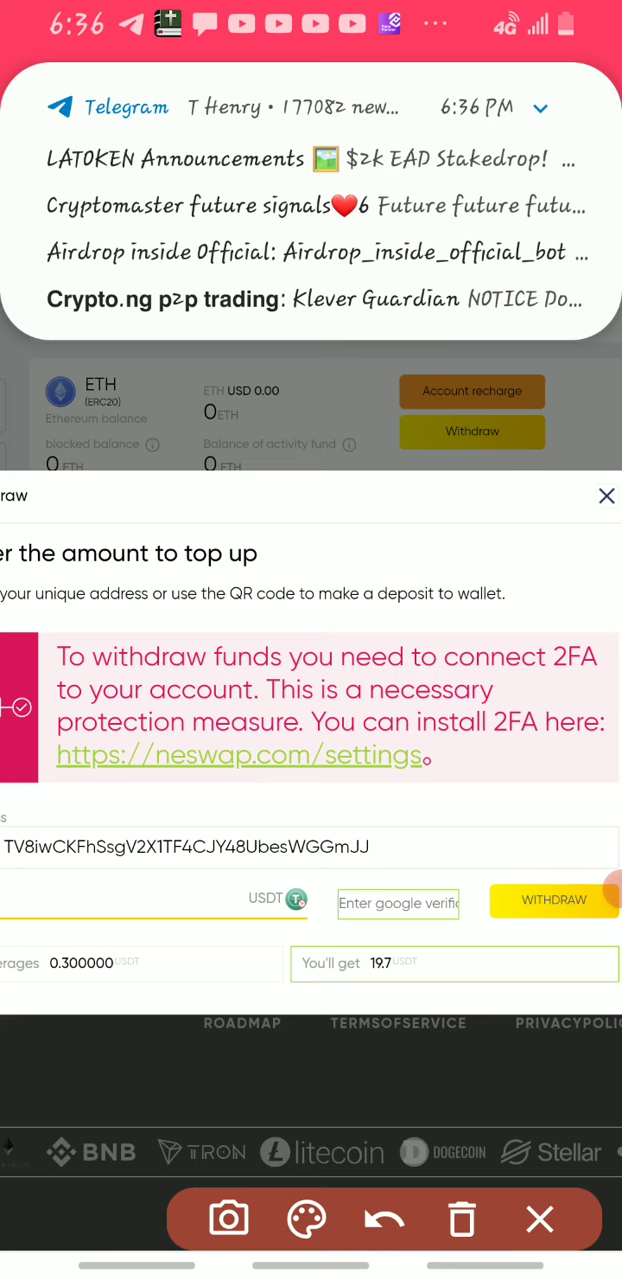 6:36
4G
Telegram T Henry • 177082 new... 6:36 PM
LATOKEN Announcements 🖼️ $2k EAD Stakedrop! ...
Cryptomaster future signals❤️6 Future future futu...
Airdrop inside Official: Airdrop_inside_official_bot ...
Crypto.ng p2p trading: Klever Guardian NOTICE Do...
ETH
(ERC20)
Ethereum balance
ETH USD 0.00
0 ETH
Account recharge
Withdraw
blocked balance
0 ETH
Balance of activity fund
0 ETH
raw
er the amount to top up
your unique address or use the QR code to make a deposit to wallet.
To withdraw funds you need to connect 2FA
to your account. This is a necessary
protection measure. You can install 2FA here:
https://neswap.com/settings。
s
TV8iwCKFhSsgV2X1TF4CJY48UbesWGGmJJ
USDT
Enter google verific
WITHDRAW
erages 0.300000 USDT
You'll get 19.7 USDT
ROADMAP TERMSOFSERVICE PRIVACYPOLI
BNB TRON litecoin DOGECOIN Stellar